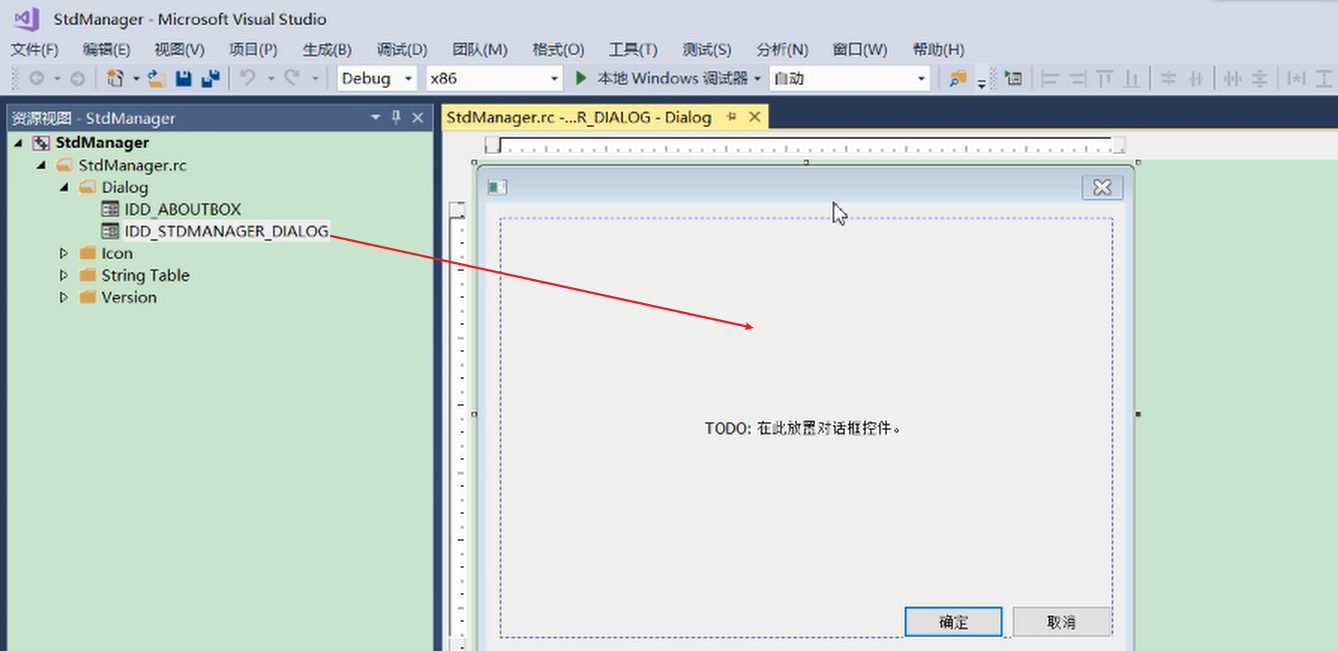 StdManager - Microsoft Visual Studio
文件(F) 编辑(E) 视图(V) 项目(P) 生成(B) 调试(D) 团队(M) 格式(O) 工具(T) 测试(S) 分析(N) 窗口(W) 帮助(H)
Debug x86 本地 Windows 调试器 自动
资源视图 - StdManager
StdManager.rc -...R_DIALOG - Dialog
StdManager
StdManager.rc
Dialog
IDD_ABOUTBOX
IDD_STDMANAGER_DIALOG
Icon
String Table
Version
TODO: 在此放置对话框控件。
确定 取消